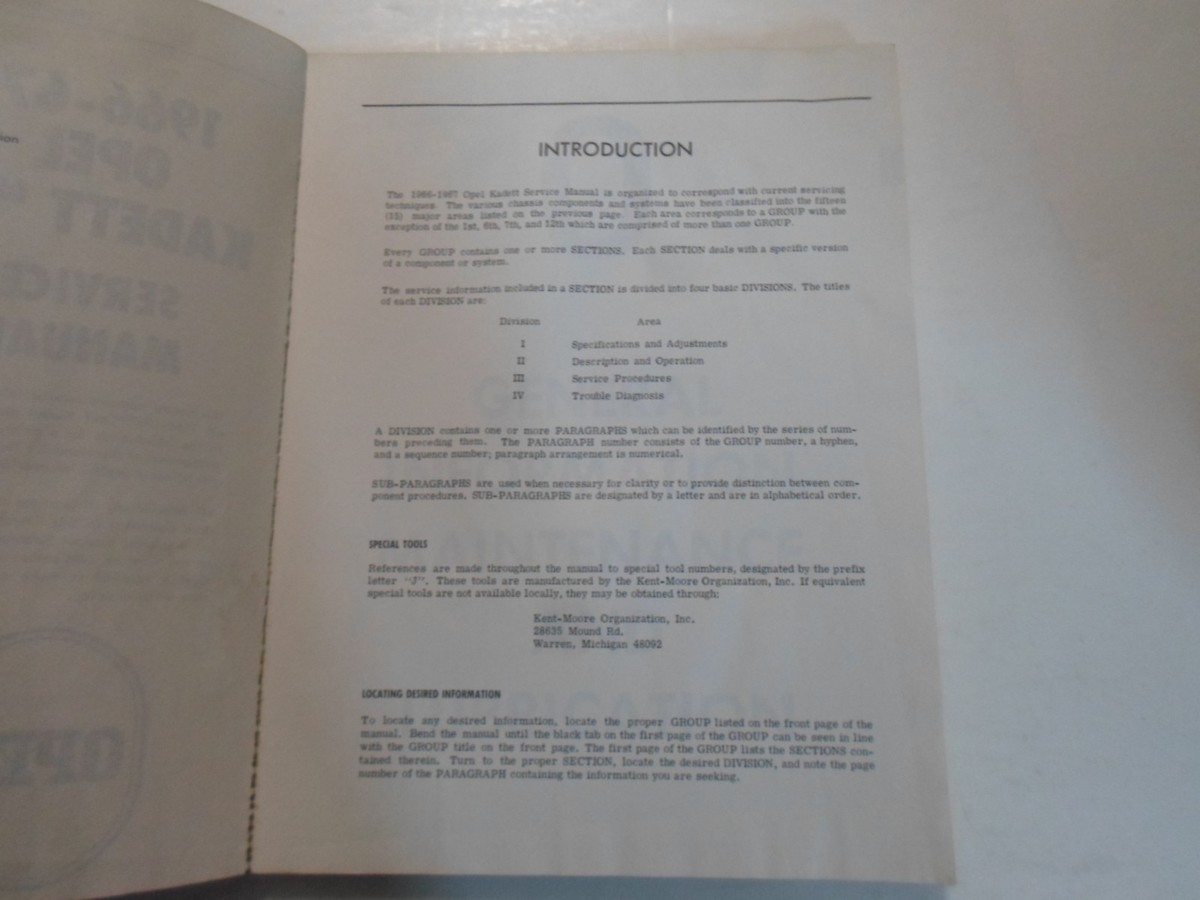 ion
1966-67
OPEL
KADETT
SERVICE
MANUAL
OPEL
INTRODUCTION
The 1966-1967 Opel Kadett Service Manual is organized to correspond with current servicing
techniques. The various chassis components and systems have been classified into the fifteen
(15) major areas listed on the previous page. Each area corresponds to a GROUP with the
exception of the 1st, 6th, 7th, and 12th which are comprised of more than one GROUP.
Every GROUP contains one or more SECTIONS. Each SECTION deals with a specific version
of a component or system.
The service information included in a SECTION is divided into four basic DIVISIONS. The titles
of each DIVISION are:
Division Area
I Specifications and Adjustments
II Description and Operation
III Service Procedures
IV Trouble Diagnosis
A DIVISION contains one or more PARAGRAPHS which can be identified by the series of num-
bers preceding them. The PARAGRAPH number consists of the GROUP number, a hyphen,
and a sequence number; paragraph arrangement is numerical.
SUB-PARAGRAPHS are used when necessary for clarity or to provide distinction between com-
ponent procedures. SUB-PARAGRAPHS are designated by a letter and are in alphabetical order.
SPECIAL TOOLS
References are made throughout the manual to special tool numbers, designated by the prefix
letter "J". These tools are manufactured by the Kent-Moore Organization, Inc. If equivalent
special tools are not available locally, they may be obtained through:
Kent-Moore Organization, Inc.
28635 Mound Rd.
Warren, Michigan 48092
LOCATING DESIRED INFORMATION
To locate any desired information, locate the proper GROUP listed on the front page of the
manual. Bend the manual until the black tab on the first page of the GROUP can be seen in line
with the GROUP title on the front page. The first page of the GROUP lists the SECTIONS con-
tained therein. Turn to the proper SECTION, locate the desired DIVISION, and note the page
number of the PARAGRAPH containing the information you are seeking.
GENERAL
INFORMATION
MAINTENANCE
LUBRICATION